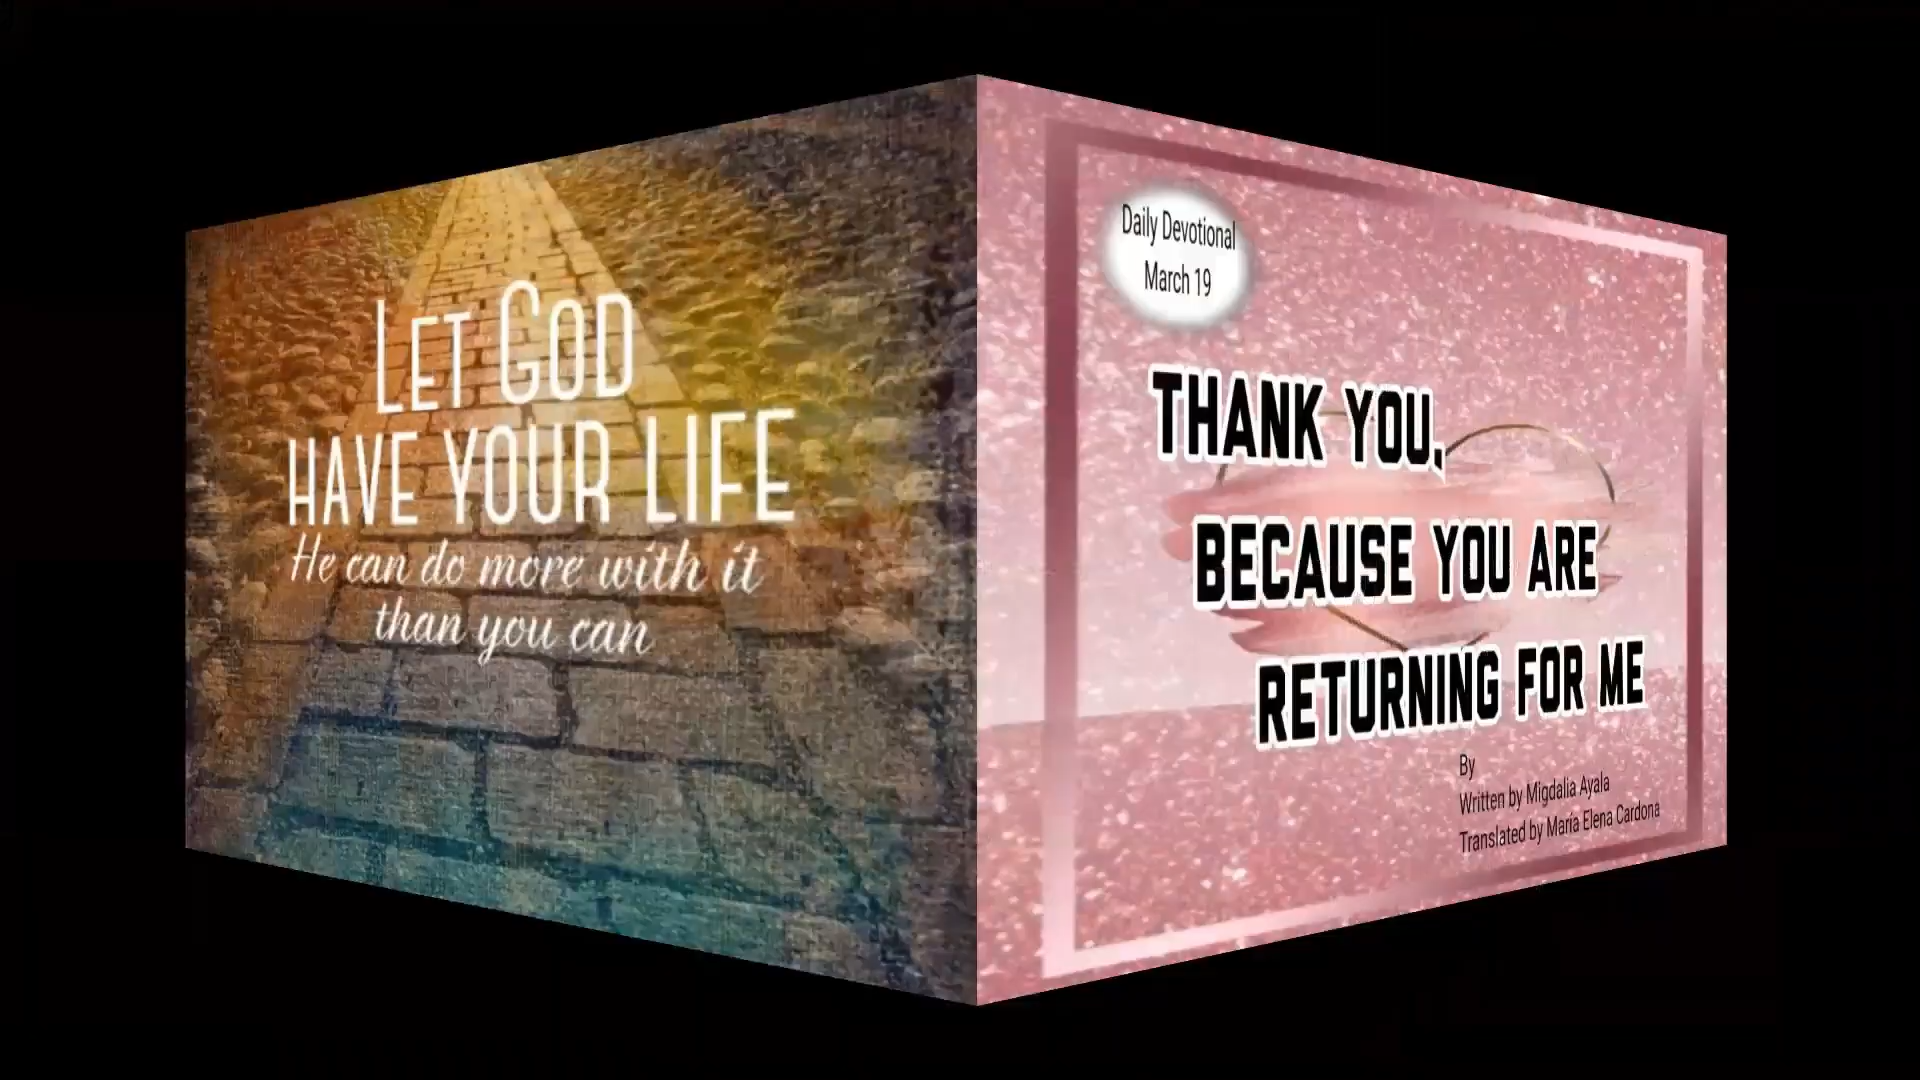 LET GOD
HAVE YOUR LIFE
He can do more with it
than you can
Daily Devotional
March 19
THANK YOU,
BECAUSE YOU ARE
RETURNING FOR ME
By
Written by Migdalia Ayala
Translated by Maria Elena Cardona